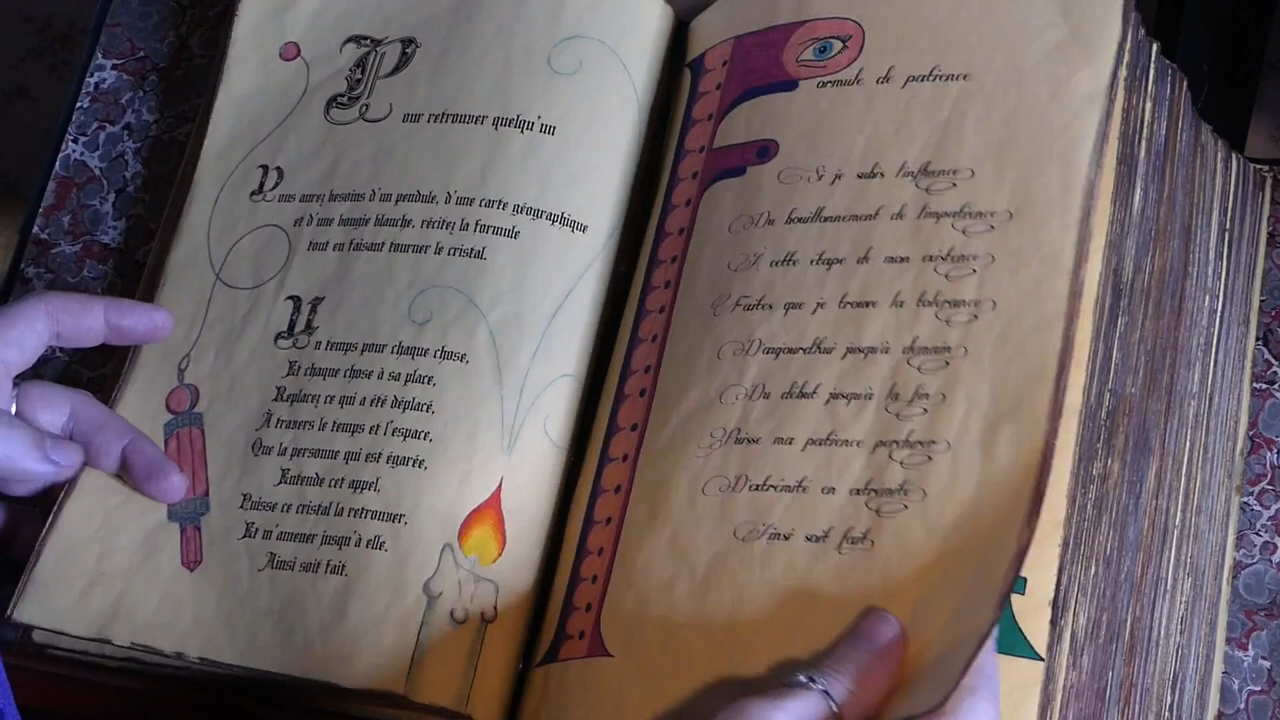 Pour retrouver quelqu'un
Vous aurez besoins d'un pendule, d'une carte géographique
et d'une bougie blanche, récitez la formule
tout en faisant tourner le cristal.
Un temps pour chaque chose,
Et chaque chose à sa place,
Replacez ce qui a été déplacé,
À travers le temps et l'espace,
Que la personne qui est égarée,
Entende cet appel,
Puisse ce cristal la retrouver,
Et m'amener jusqu'à elle.
Ainsi soit fait.
Formule de patience
Si je subis l'influence
Du bouillonnement de l'impatience
À cette étape de mon existence
Faites que je trouve la tolérance
D'aujourd'hui jusqu'à demain
Du début jusqu'à la fin
Puisse ma patience perdurer
D'extrémité en extrémité
Ainsi soit fait